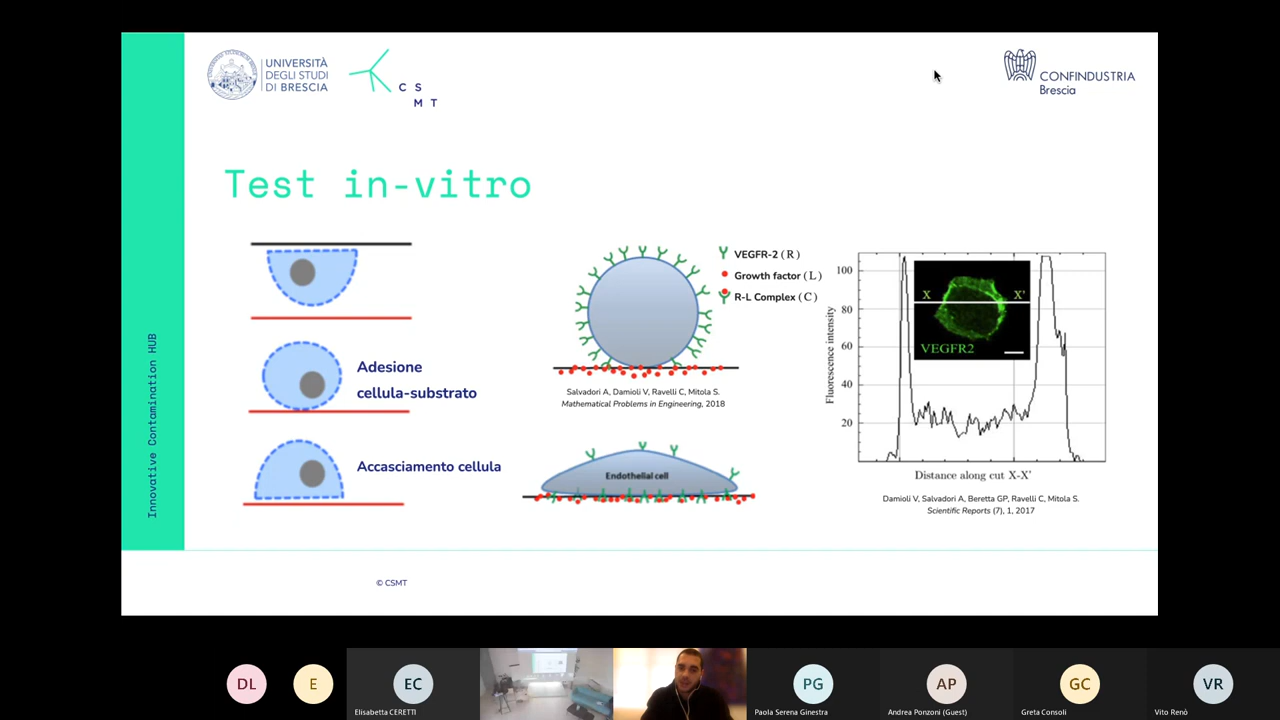 UNIVERSITÀ
DEGLI STUDI
DI BRESCIA
C S
M T
CONFINDUSTRIA
Brescia
Test in-vitro
Innovative Contamination HUB
Adesione
cellula-substrato
Accasciamento cellula
VEGFR-2 (R)
Growth factor (L)
R-L Complex (C)
Salvadori A, Damioli V, Ravelli C, Mitola S.
Mathematical Problems in Engineering, 2018
Endothelial cell
Fluorescence intensity
100
80
60
40
20
X X'
VEGFR2
Distance along cut X-X'
Damioli V, Salvadori A, Beretta GP, Ravelli C, Mitola S.
Scientific Reports (7), 1, 2017
© CSMT
DL
E
EC
Elisabetta CERETTI
PG
Paola Serena Ginestra
AP
Andrea Ponzoni (Guest)
GC
Greta Consoli
VR
Vito Renò